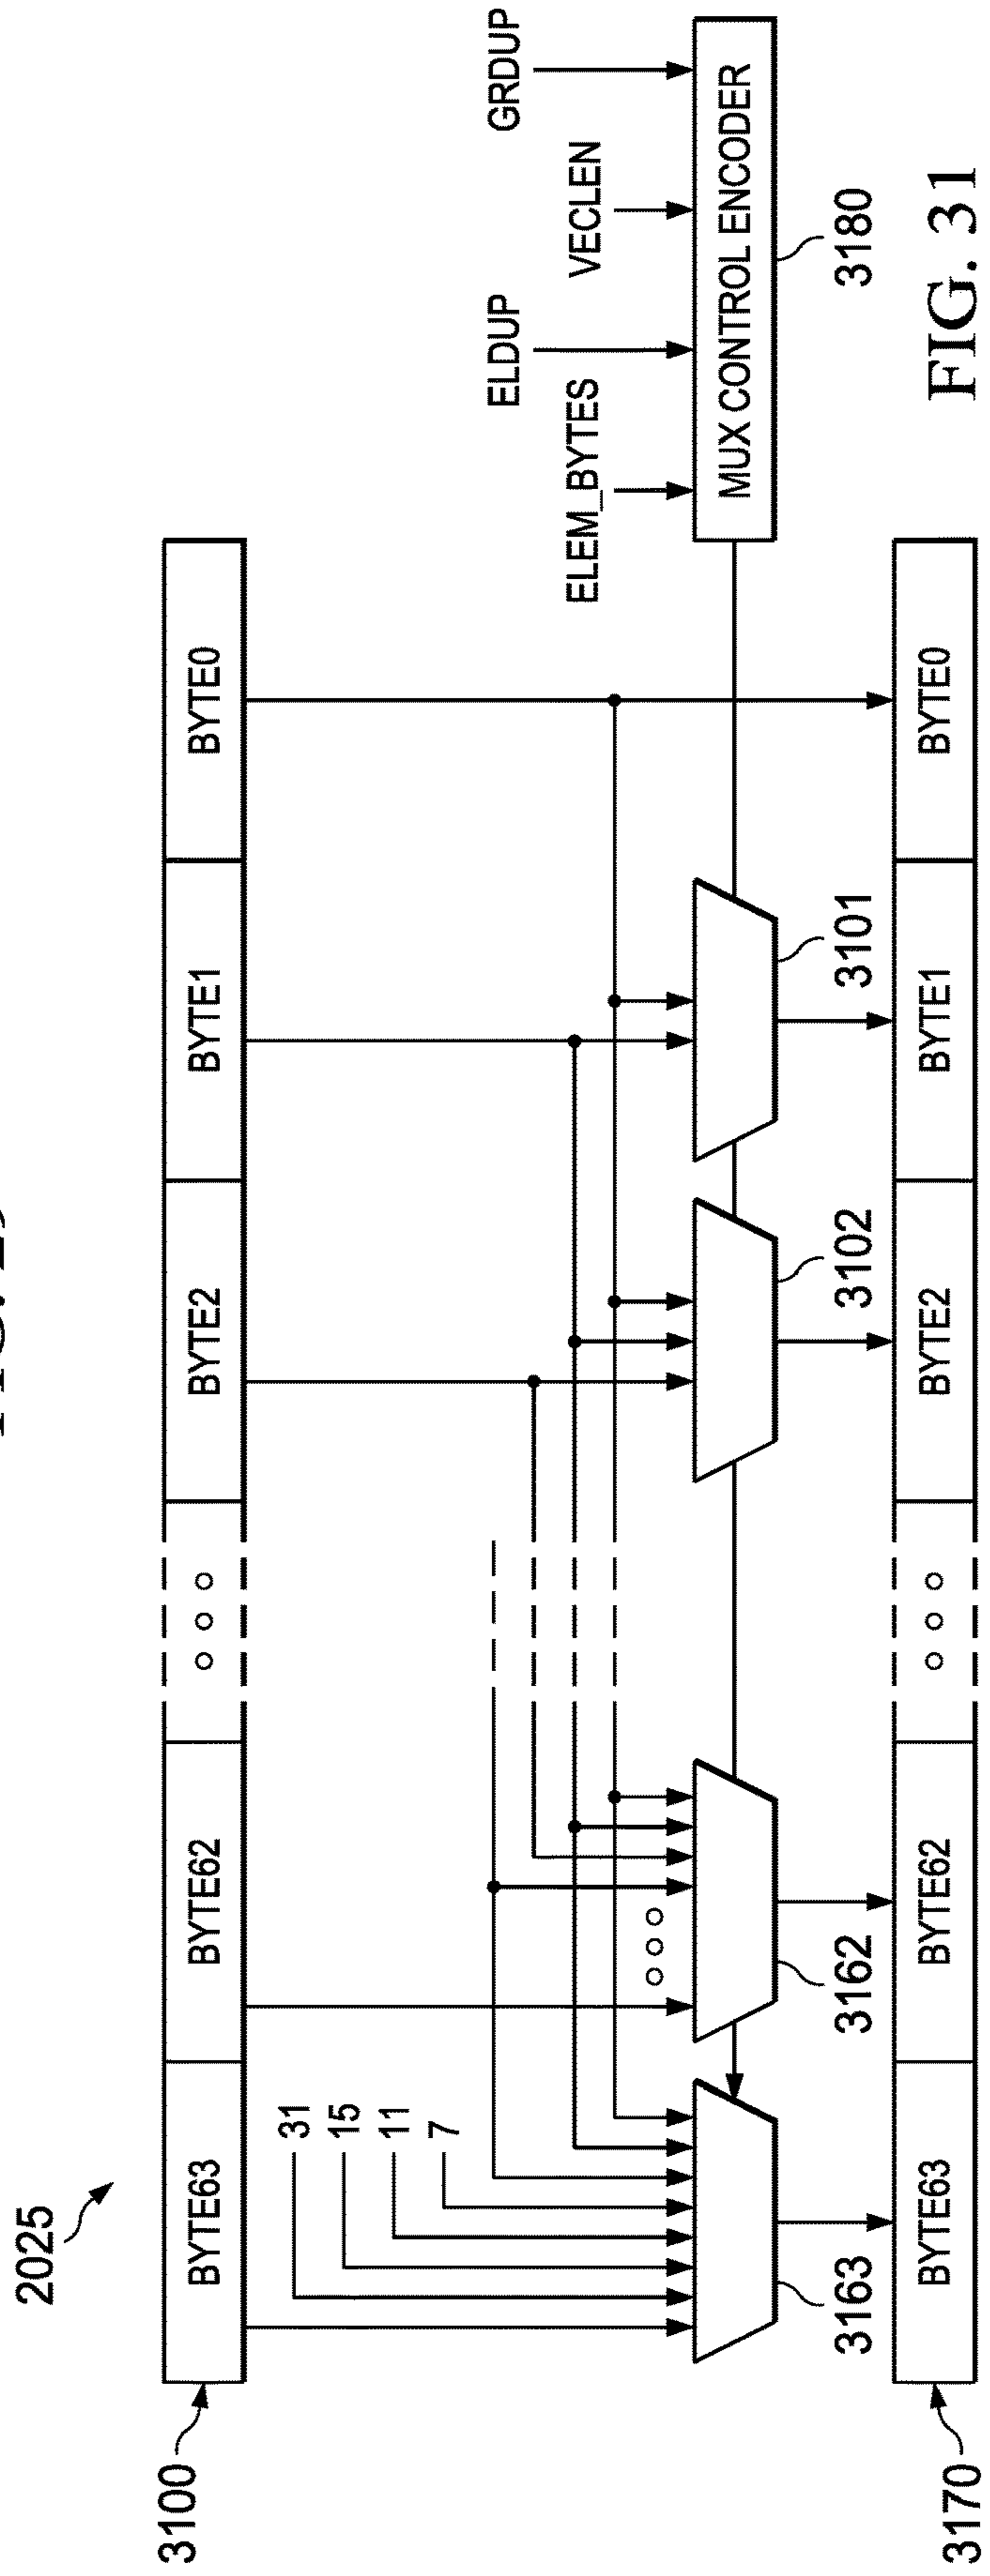 2025
3100
BYTE63
BYTE62
BYTE2
BYTE1
BYTE0
31
15
11
7
ELEM_BYTES
ELDUP
VECLEN
GRDUP
MUX CONTROL ENCODER
3180
3163
3162
3102
3101
3170
BYTE63
BYTE62
BYTE2
BYTE1
BYTE0
FIG. 31